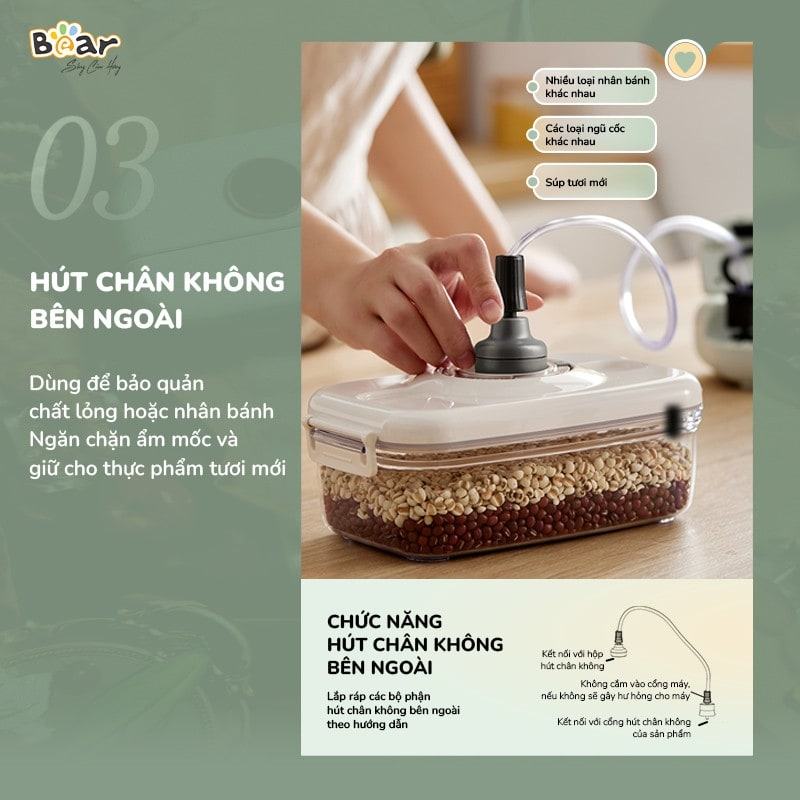 Bear
Sống Cảm Hứng
03
HÚT CHÂN KHÔNG
BÊN NGOÀI
Dùng để bảo quản
chất lỏng hoặc nhân bánh
Ngăn chặn ẩm mốc và
giữ cho thực phẩm tươi mới
Nhiều loại nhân bánh
khác nhau
Các loại ngũ cốc
khác nhau
Súp tươi mới
CHỨC NĂNG
HÚT CHÂN KHÔNG
BÊN NGOÀI
Lắp ráp các bộ phận
hút chân không bên ngoài
theo hướng dẫn
Kết nối với hộp
hút chân không
Không cắm vào cổng máy,
nếu không sẽ gây hư hỏng cho máy
Kết nối với cổng hút chân không
của sản phẩm